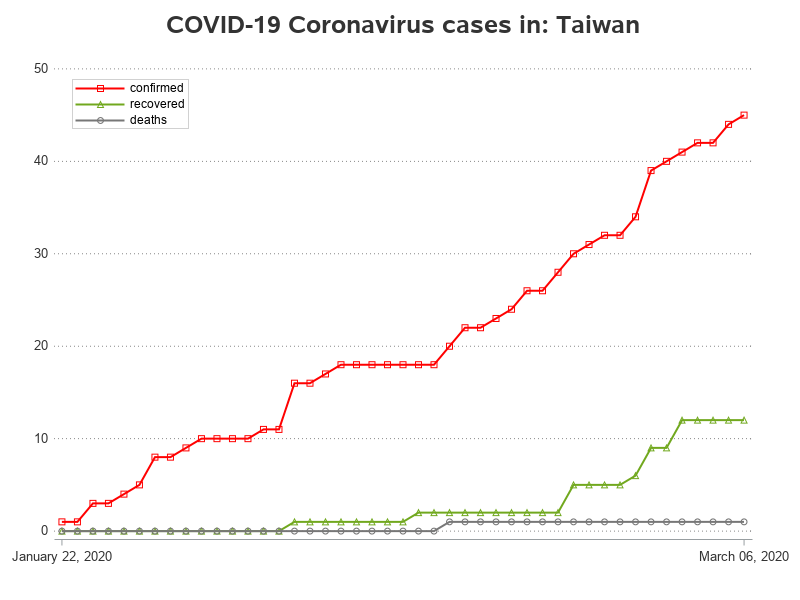 COVID-19 Coronavirus cases in: Taiwan
50
confirmed
recovered
deaths
40
30
20
10
0
January 22, 2020
March 06, 2020